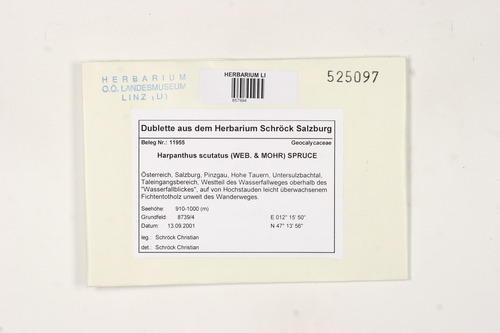 HERBARIUM
O.Ö. LANDESMUSEUM
LINZ (LI)
HERBARIUM LI
525097
Dublette aus dem Herbarium Schröck Salzburg
Beleg Nr.: 11955 Geocalycaceae
Harpanthus scutatus (WEB. & MOHR) SPRUCE
Österreich, Salzburg, Pinzgau, Hohe Tauern, Untersulzbachtal,
Taleingangsbereich, Westteil des Wasserfallweges oberhalb des
"Wasserfallblickes", auf von Hochstauden leicht überwachsenem
Fichtentotholz unweit des Wanderweges.
Seehöhe: 910-1000 (m)
Grundfeld 8739/4 E 012° 15' 50"
Datum: 13.09.2001 N 47° 13' 56"
leg.: Schröck Christian
det.: Schröck Christian